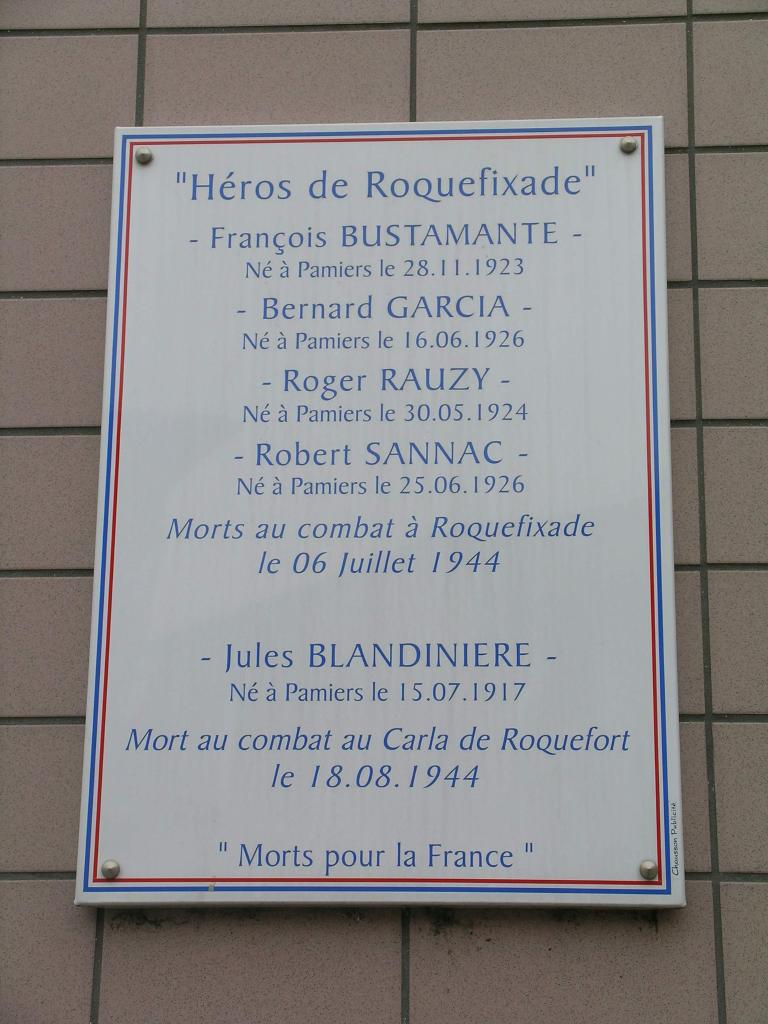 "Héros de Roquefixade"
- François BUSTAMANTE -
Né à Pamiers le 28.11.1923
- Bernard GARCIA -
Né à Pamiers le 16.06.1926
- Roger RAUZY -
Né à Pamiers le 30.05.1924
- Robert SANNAC -
Né à Pamiers le 25.06.1926
Morts au combat à Roquefixade
le 06 Juillet 1944
- Jules BLANDINIERE -
Né à Pamiers le 15.07.1917
Mort au combat au Carla de Roquefort
le 18.08.1944
" Morts pour la France "
Chausson Publicité